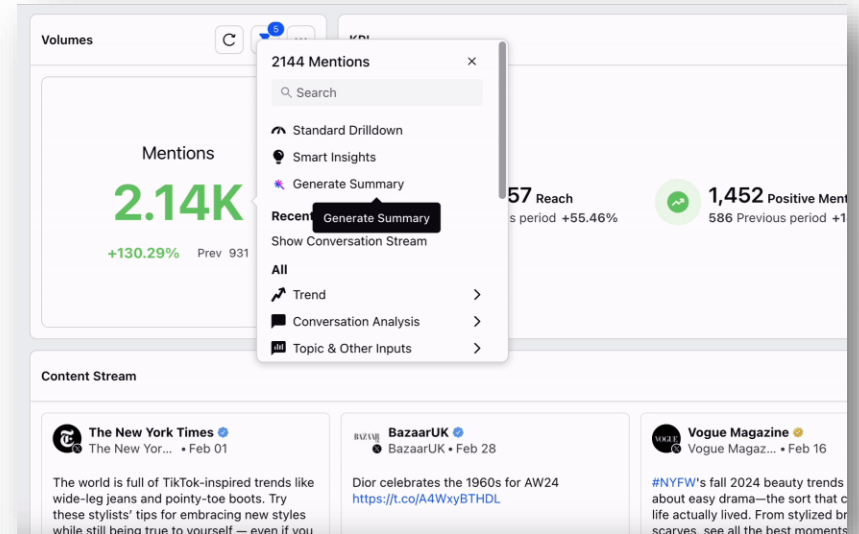 Volumes
5
KPI
2144 Mentions
Search
Standard Drilldown
Smart Insights
Generate Summary
Generate Summary
Recent
Show Conversation Stream
All
Trend
Conversation Analysis
Topic & Other Inputs
Mentions
2.14K
+130.29% Prev 931
57 Reach
s period +55.46%
1,452 Positive Ment
586 Previous period +1
Content Stream
The New York Times
The New Yor... • Feb 01
The world is full of TikTok-inspired trends like
wide-leg jeans and pointy-toe boots. Try
these stylists' tips for embracing new styles
while still being true to yourself — even if you
BAZAAR
BazaarUK
BazaarUK • Feb 28
Dior celebrates the 1960s for AW24
https://t.co/A4WxyBTHDL
VOGUE
Vogue Magazine
Vogue Magaz... • Feb 16
#NYFW's fall 2024 beauty trends
about easy drama—the sort that c
life actually lived. From stylized br
scarves, see all the best moments